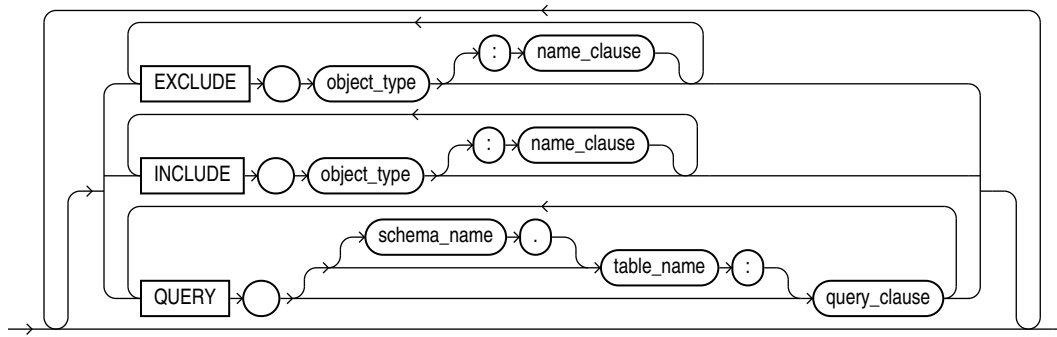 : name_clause
EXCLUDE object_type
: name_clause
INCLUDE object_type
schema_name .
table_name :
QUERY query_clause